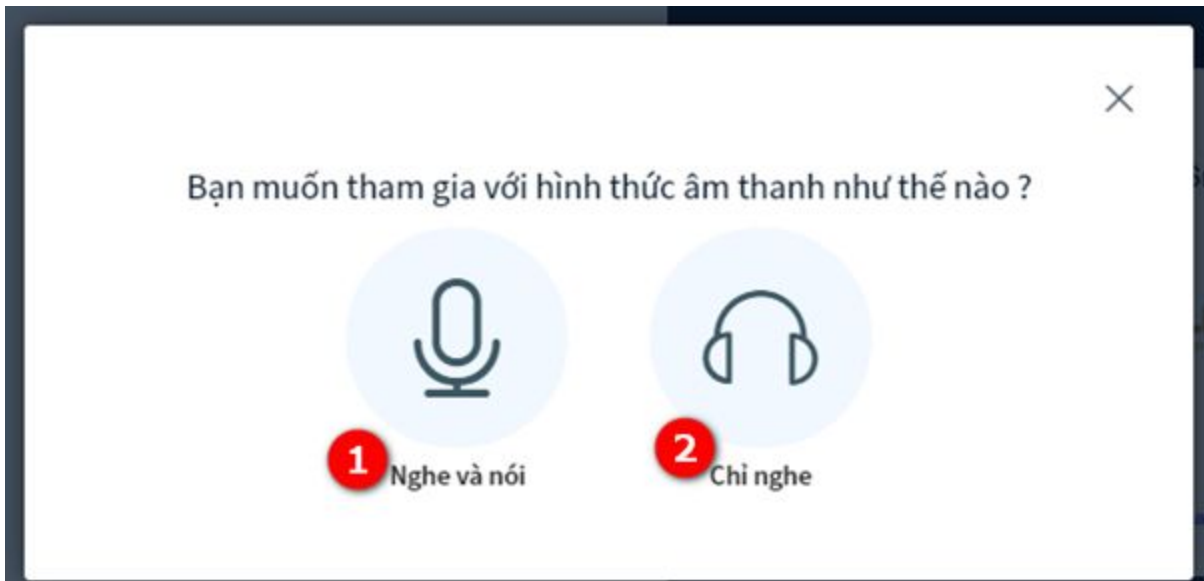 Bạn muốn tham gia với hình thức âm thanh như thế nào ?
1 Nghe và nói
2 Chỉ nghe